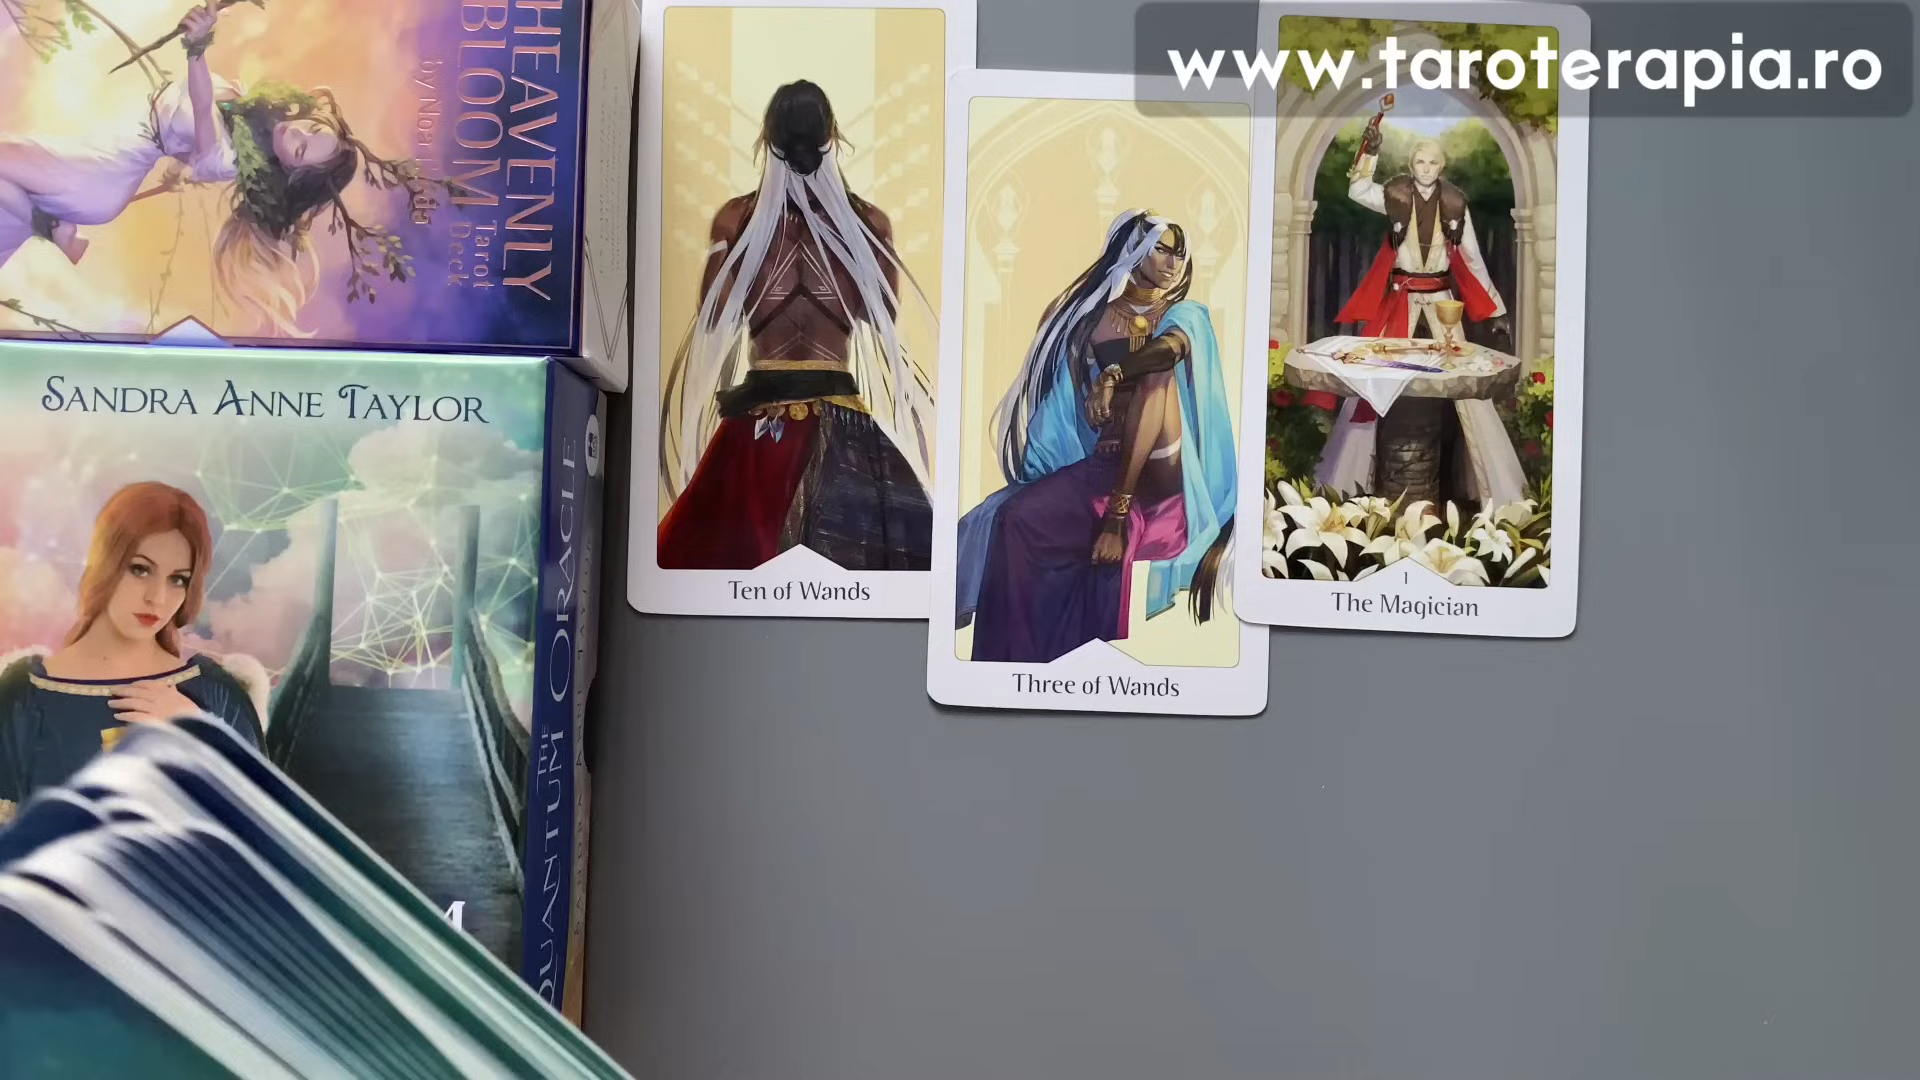 www.taroterapia.ro
HEAVENLY
BLOOM
Tarot
Deck
SANDRA ANNE TAYLOR
THE
QUANTUM ORACLE
Ten of Wands
Three of Wands
1
The Magician